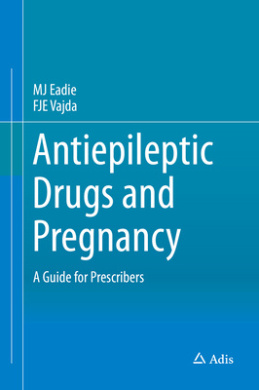 MJ Eadie
FJE Vajda
Antiepileptic
Drugs and
Pregnancy
A Guide for Prescribers
Adis